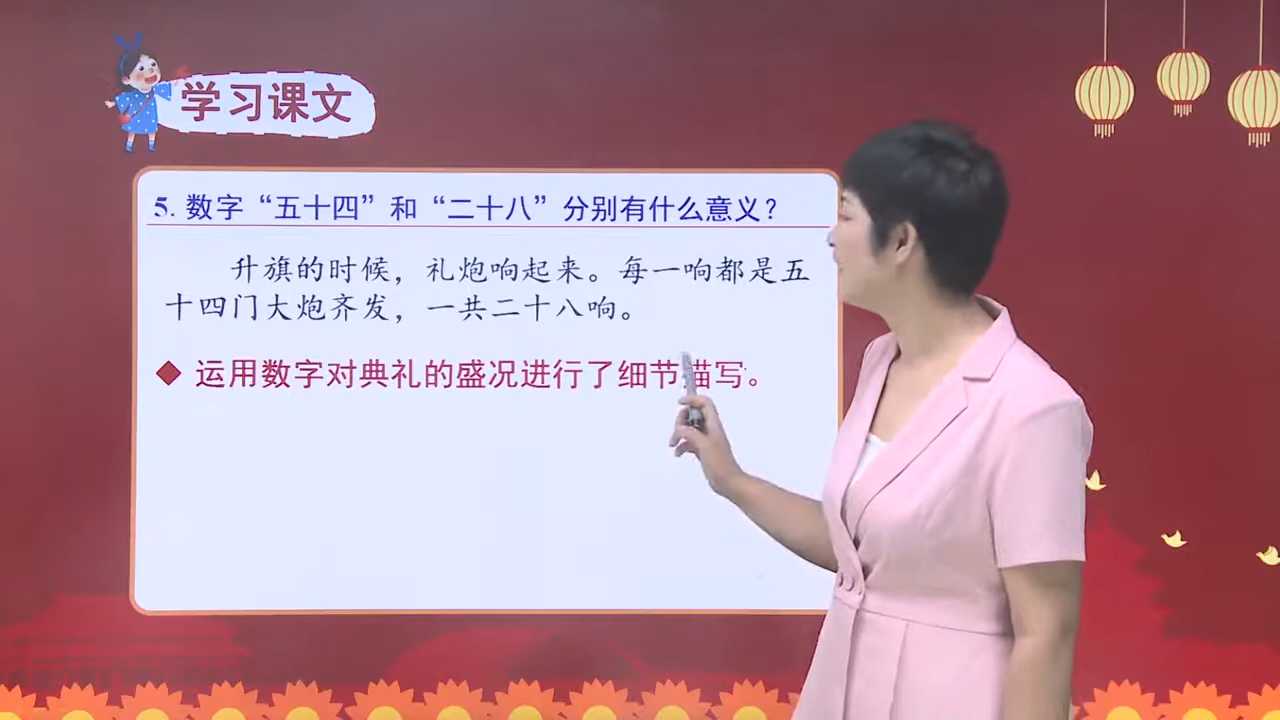 学习课文
5. 数字“五十四”和“二十八”分别有什么意义？
升旗的时候，礼炮响起来。每一响都是五
十四门大炮齐发，一共二十八响。
◆ 运用数字对典礼的盛况进行了细节描写。